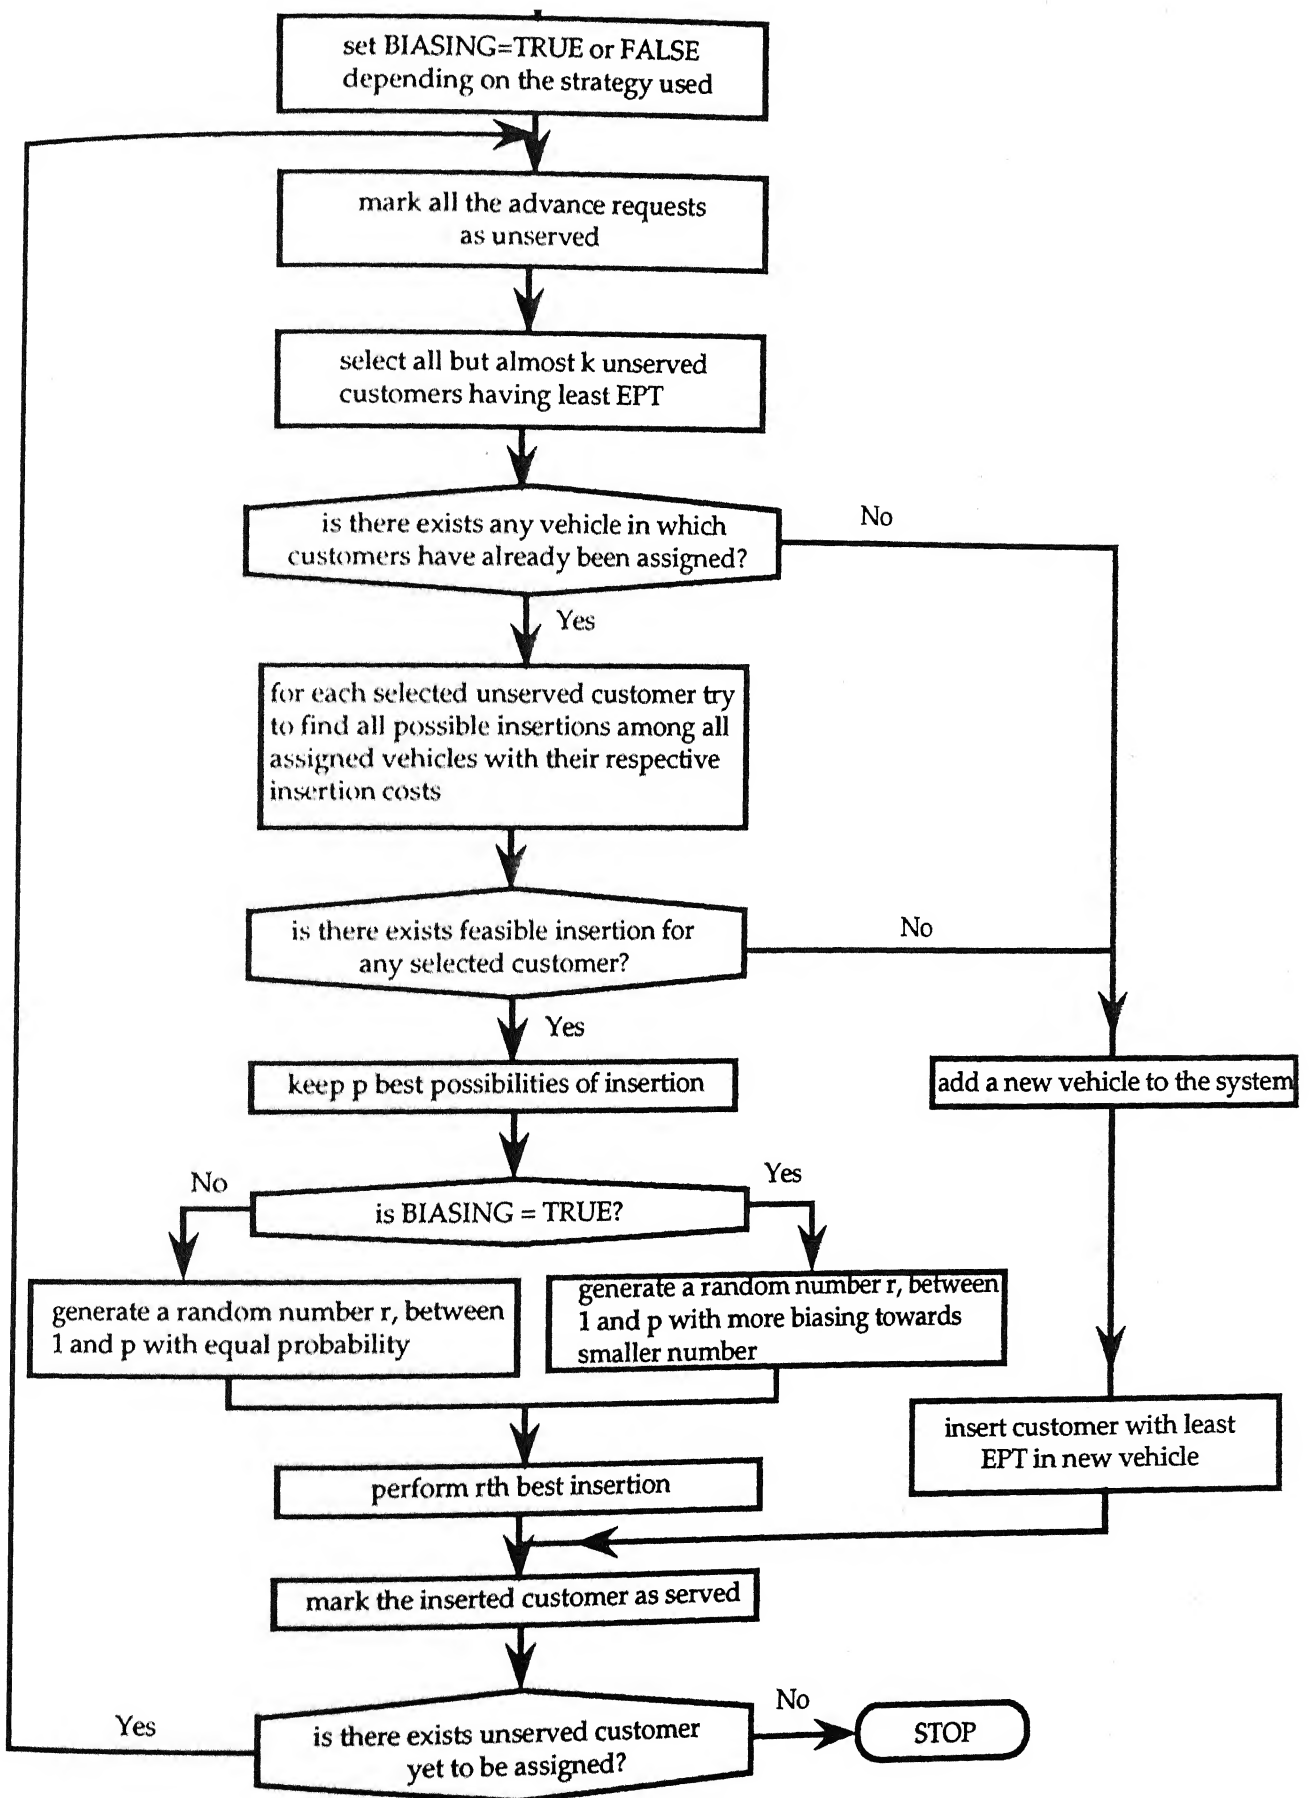 set BIASING=TRUE or FALSE
depending on the strategy used
mark all the advance requests
as unserved
select all but almost k unserved
customers having least EPT
is there exists any vehicle in which
customers have already been assigned?
No
Yes
for each selected unserved customer try
to find all possible insertions among all
assigned vehicles with their respective
insertion costs
is there exists feasible insertion for
any selected customer?
No
Yes
keep p best possibilities of insertion
add a new vehicle to the system
No
is BIASING = TRUE?
Yes
generate a random number r, between
1 and p with equal probability
generate a random number r, between
1 and p with more biasing towards
smaller number
insert customer with least
EPT in new vehicle
perform rth best insertion
mark the inserted customer as served
Yes
is there exists unserved customer
yet to be assigned?
No
STOP